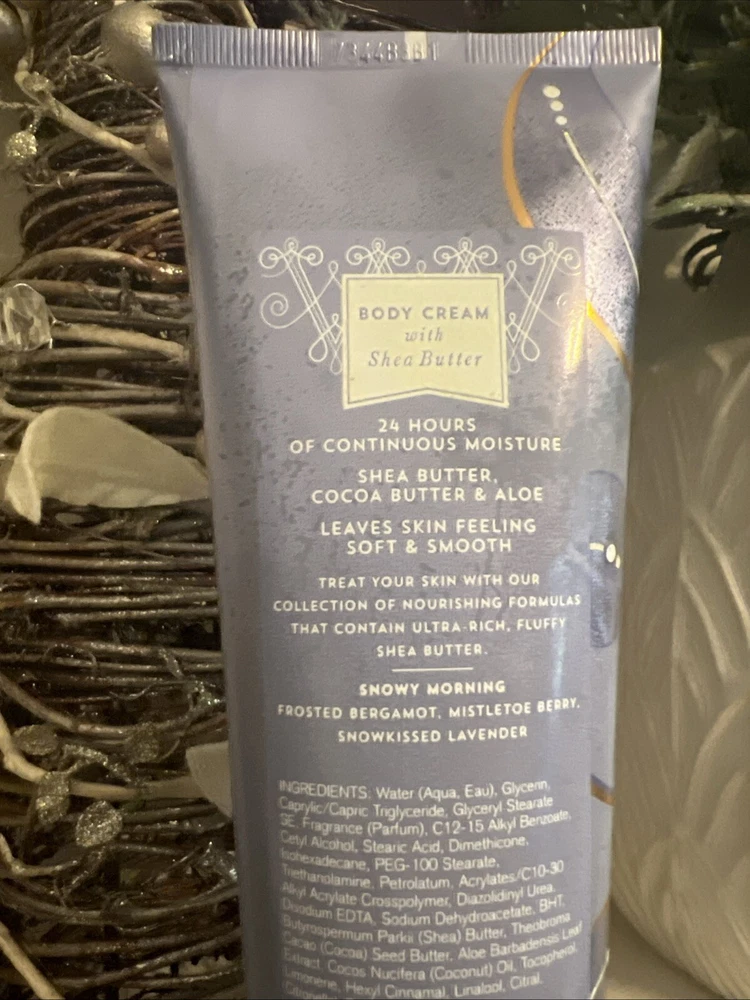 BODY CREAM
with
Shea Butter
24 HOURS
OF CONTINUOUS MOISTURE
SHEA BUTTER,
COCOA BUTTER & ALOE
LEAVES SKIN FEELING
SOFT & SMOOTH
TREAT YOUR SKIN WITH OUR
COLLECTION OF NOURISHING FORMULAS
THAT CONTAIN ULTRA-RICH, FLUFFY
SHEA BUTTER.
SNOWY MORNING
FROSTED BERGAMOT, MISTLETOE BERRY,
SNOWKISSED LAVENDER
INGREDIENTS: Water (Aqua, Eau), Glycerin,
Caprylic/Capric Triglyceride, Glyceryl Stearate
SE, Fragrance (Parfum), C12-15 Alkyl Benzoate,
Cetyl Alcohol, Stearic Acid, Dimethicone,
Isohexadecane, PEG-100 Stearate,
Triethanolamine, Petrolatum, Acrylates/C10-30
Alkyl Acrylate Crosspolymer, Diazolidinyl Urea,
Disodium EDTA, Sodium Dehydroacetate, BHT,
Butyrospermum Parkii (Shea) Butter, Theobroma
Cacao (Cocoa) Seed Butter, Aloe Barbadensis Leaf
Extract, Cocos Nucifera (Coconut) Oil, Tocopherol,
Limonene, Hexyl Cinnamal, Linalool, Citral,